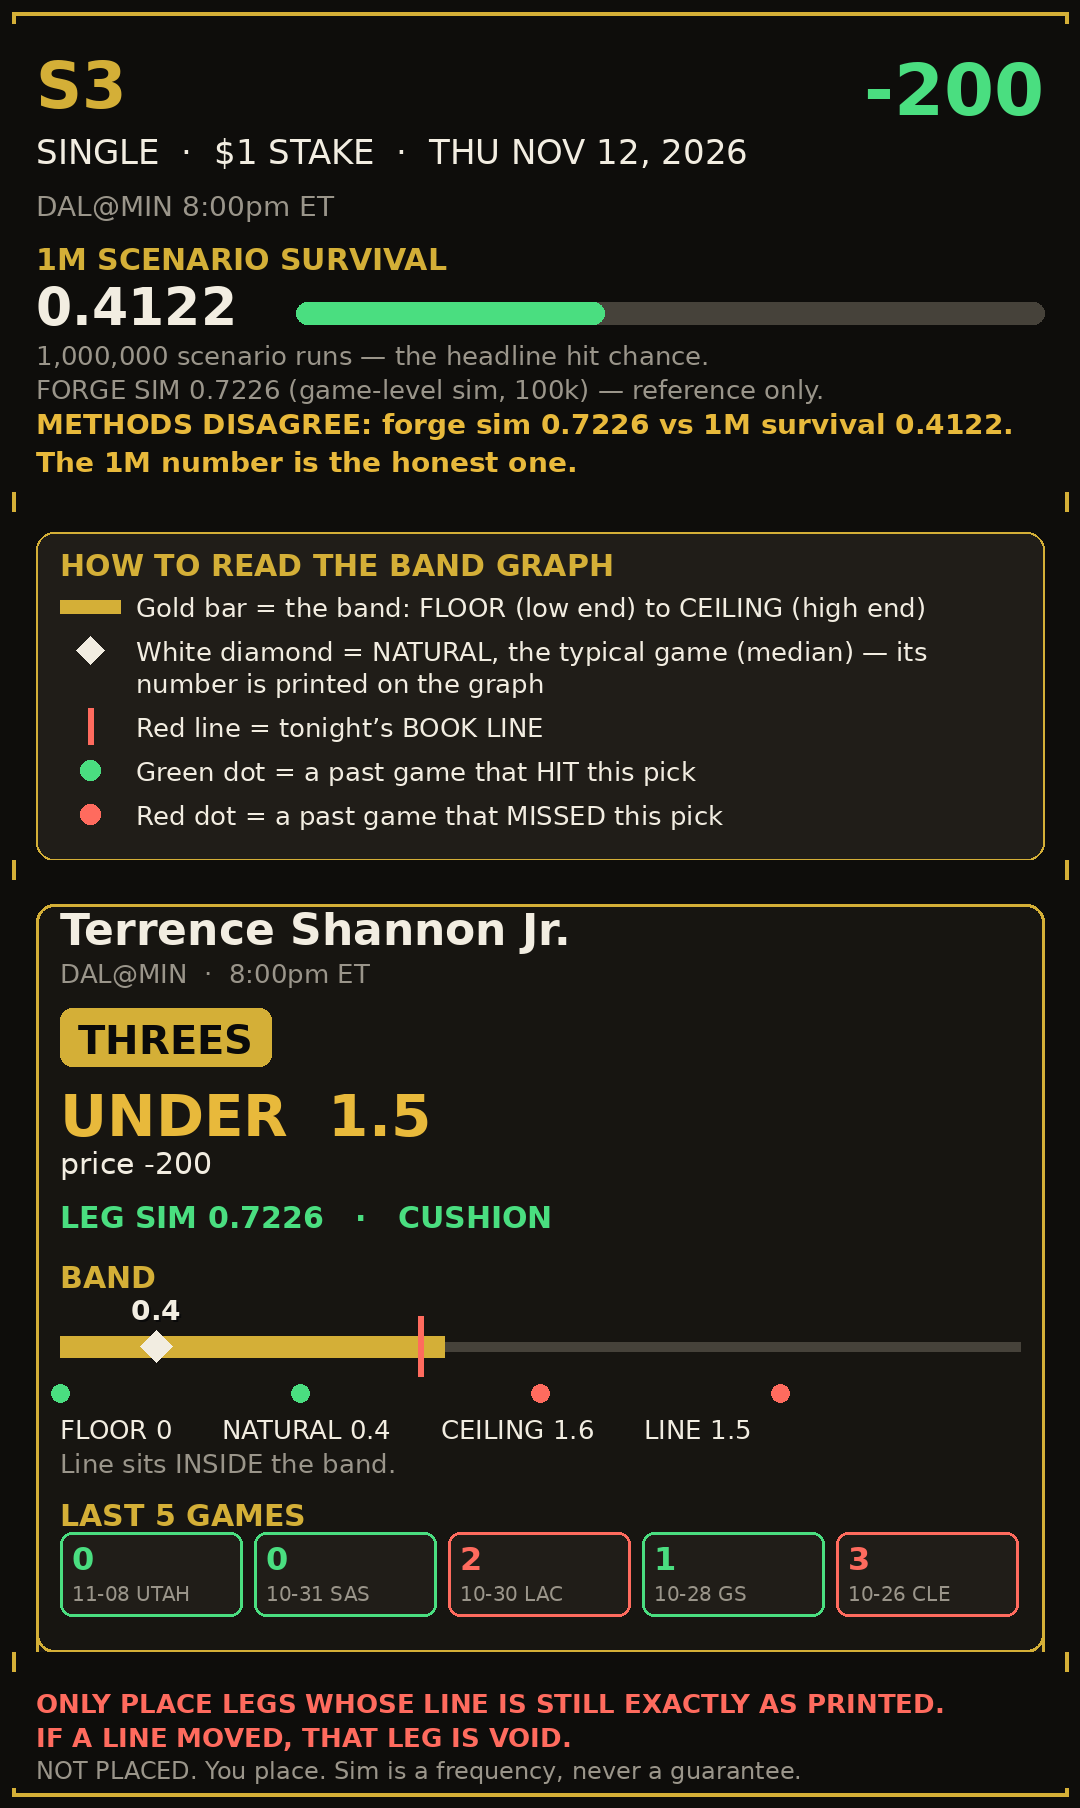 S3
-200
SINGLE · $1 STAKE · THU NOV 12, 2026
DAL@MIN 8:00pm ET
1M SCENARIO SURVIVAL
0.4122
1,000,000 scenario runs — the headline hit chance.
FORGE SIM 0.7226 (game-level sim, 100k) — reference only.
METHODS DISAGREE: forge sim 0.7226 vs 1M survival 0.4122.
The 1M number is the honest one.
HOW TO READ THE BAND GRAPH
Gold bar = the band: FLOOR (low end) to CEILING (high end)
White diamond = NATURAL, the typical game (median) — its
number is printed on the graph
Red line = tonight’s BOOK LINE
Green dot = a past game that HIT this pick
Red dot = a past game that MISSED this pick
Terrence Shannon Jr.
DAL@MIN · 8:00pm ET
THREES
UNDER 1.5
price -200
LEG SIM 0.7226 · CUSHION
BAND
0.4
FLOOR 0 NATURAL 0.4 CEILING 1.6 LINE 1.5
Line sits INSIDE the band.
LAST 5 GAMES
0 0 2 1 3
11-08 UTAH 10-31 SAS 10-30 LAC 10-28 GS 10-26 CLE
ONLY PLACE LEGS WHOSE LINE IS STILL EXACTLY AS PRINTED.
IF A LINE MOVED, THAT LEG IS VOID.
NOT PLACED. You place. Sim is a frequency, never a guarantee.